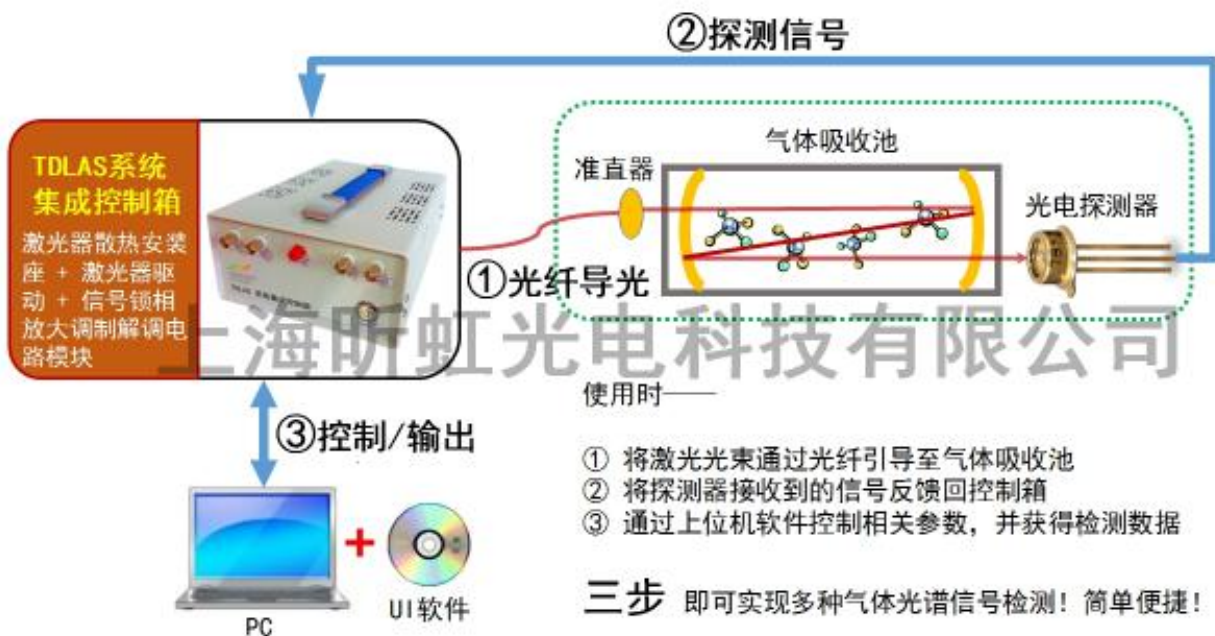 ②探测信号
TDLAS系统
集成控制箱
激光器散热安装
座 + 激光器驱
动 + 信号锁相
放大调制解调电
路模块
①光纤导光
准直器
气体吸收池
光电探测器
上海昕虹光电科技有限公司
③控制/输出
PC
UI软件
使用时——
① 将激光光束通过光纤引导至气体吸收池
② 将探测器接收到的信号反馈回控制箱
③ 通过上位机软件控制相关参数，并获得检测数据
三步 即可实现多种气体光谱信号检测！简单便捷！